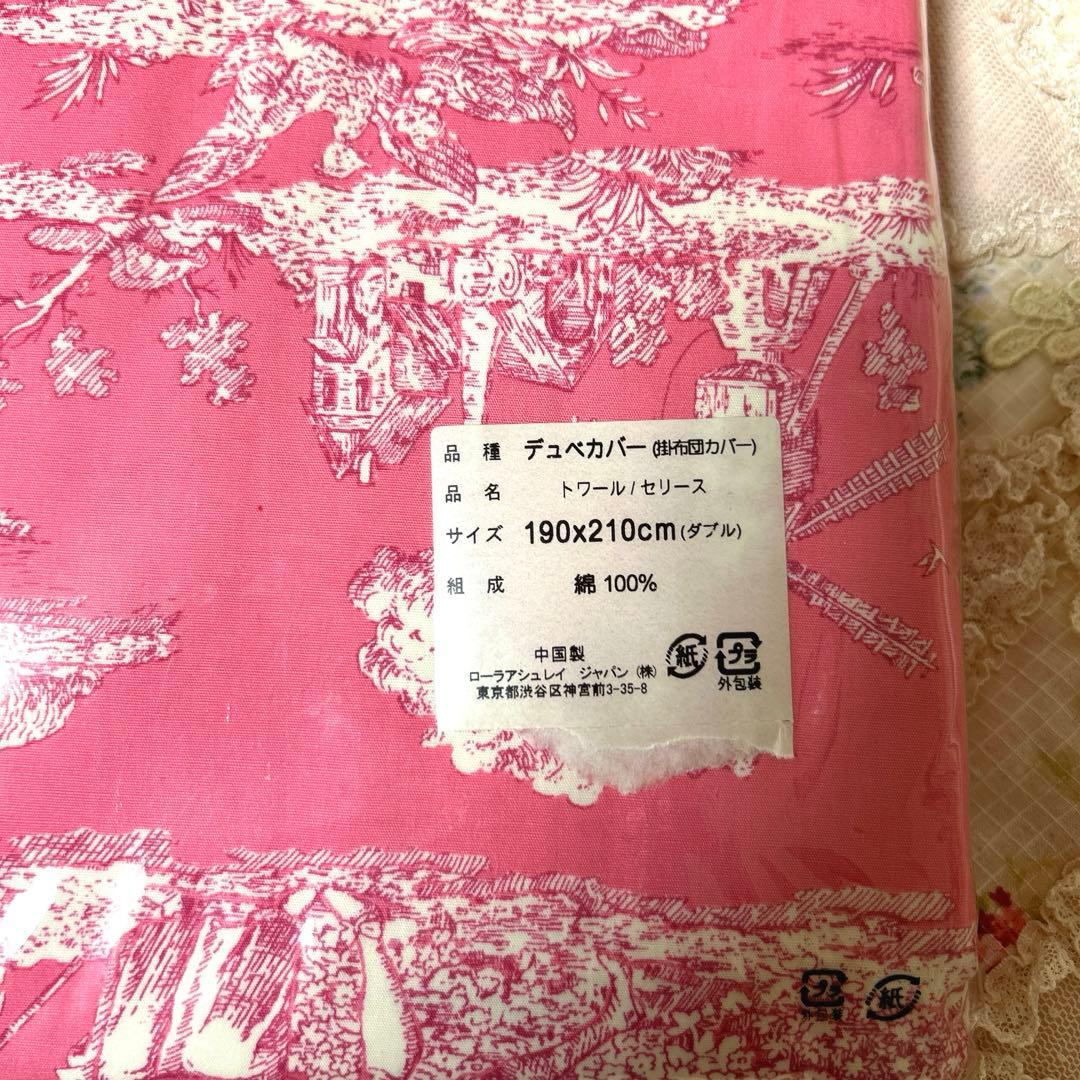 品 種 デュベカバー(掛布団カバー)
品 名 トワール/セリース
サイズ 190x210cm(ダブル)
組 成 綿 100%
中国製
ローラアシュレイ ジャパン (株)
東京都渋谷区神宮前3-35-8
紙 プラ
外包装
プラ 紙
外包装